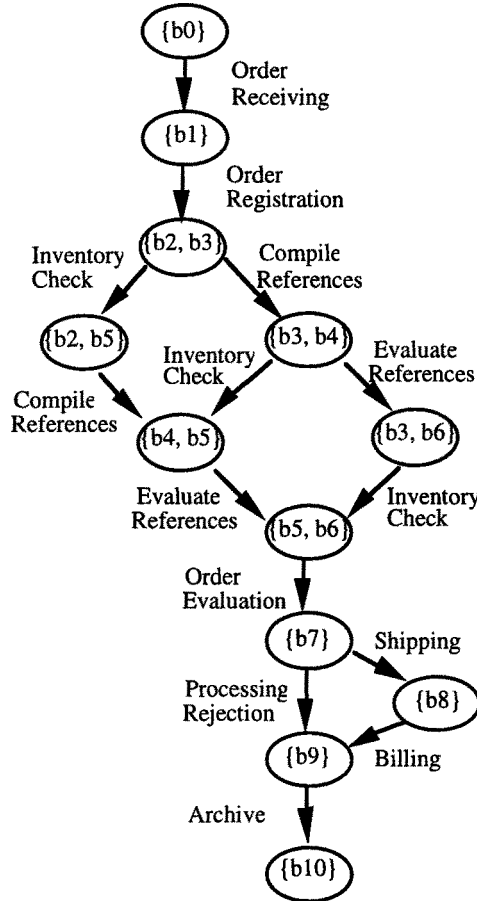 {b0}
Order
Receiving
{b1}
Order
Registration
{b2, b3}
Inventory
Check
Compile
References
{b2, b5}
{b3, b4}
Inventory
Check
Evaluate
References
Compile
References
{b4, b5}
{b3, b6}
Evaluate
References
Inventory
Check
{b5, b6}
Order
Evaluation
{b7}
Shipping
Processing
Rejection
{b8}
{b9}
Billing
Archive
{b10}